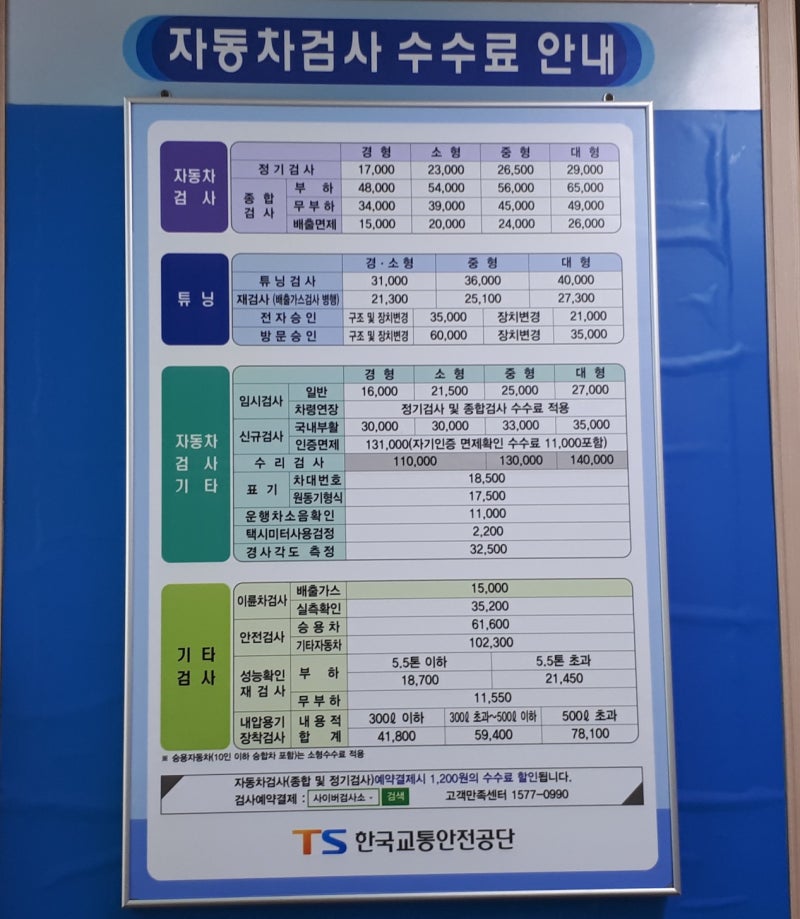 자동차검사 수수료 안내
자동차 검 사
경 형 소 형 중 형 대 형
정 기 검 사 17,000 23,000 26,500 29,000
종 합 검 사
부 하 48,000 54,000 56,000 65,000
무 부 하 34,000 39,000 45,000 49,000
배출면제 15,000 20,000 24,000 26,000
튜 닝
경 · 소 형 중 형 대 형
튜 닝 검 사 31,000 36,000 40,000
재검사 (배출가스검사 병행) 21,300 25,100 27,300
전 자 승 인 구조 및 장치변경 35,000 장치변경 21,000
방 문 승 인 구조 및 장치변경 60,000 장치변경 35,000
자동차 검 사 기 타
경 형 소 형 중 형 대 형
임시검사 일반 16,000 21,500 25,000 27,000
차령연장 정기검사 및 종합검사 수수료 적용
신규검사 국내부활 30,000 30,000 33,000 35,000
인증면제 131,000(자기인증 면제확인 수수료 11,000포함)
수 리 검 사 110,000 130,000 140,000
표 기 차대번호 18,500
원동기형식 17,500
운행차소음확인 11,000
택시미터사용검정 2,200
경사각도 측정 32,500
기 타 검 사
이륜차검사 배출가스 15,000
실측확인 35,200
안전검사 승 용 차 61,600
기타자동차 102,300
성능확인 재 검 사
부 하 5.5톤 이하 5.5톤 초과
18,700 21,450
무 부 하 11,550
내압용기 내 용 적 300ℓ 이하 300ℓ 초과~500ℓ 이하 500ℓ 초과
장착검사 합 계 41,800 59,400 78,100
※ 승용자동차(10인 이하 승합차 포함)는 소형수수료 적용
자동차검사(종합 및 정기검사)예약결제시 1,200원의 수수료 할인됩니다.
검사예약결제 : 사이버검사소 검색 고객만족센터 1577-0990
TS 한국교통안전공단